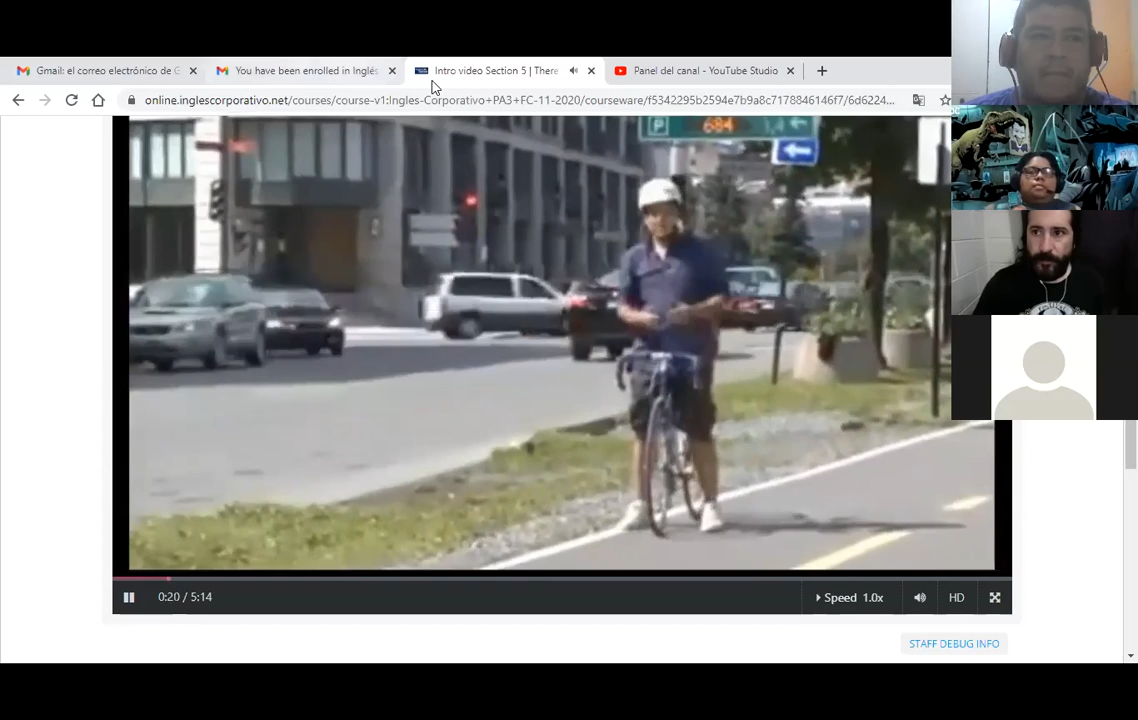 Gmail: el correo electrónico de G
You have been enrolled in Inglés
Intro video Section 5 | There
Panel del canal - YouTube Studio
online.inglescorporativo.net/courses/course-v1:Ingles-Corporativo+PA3+FC-11-2020/courseware/f5342295b2594e7b9a8c7178846146f7/6d6224...
P 684
0:20 / 5:14
Speed 1.0x
HD
STAFF DEBUG INFO